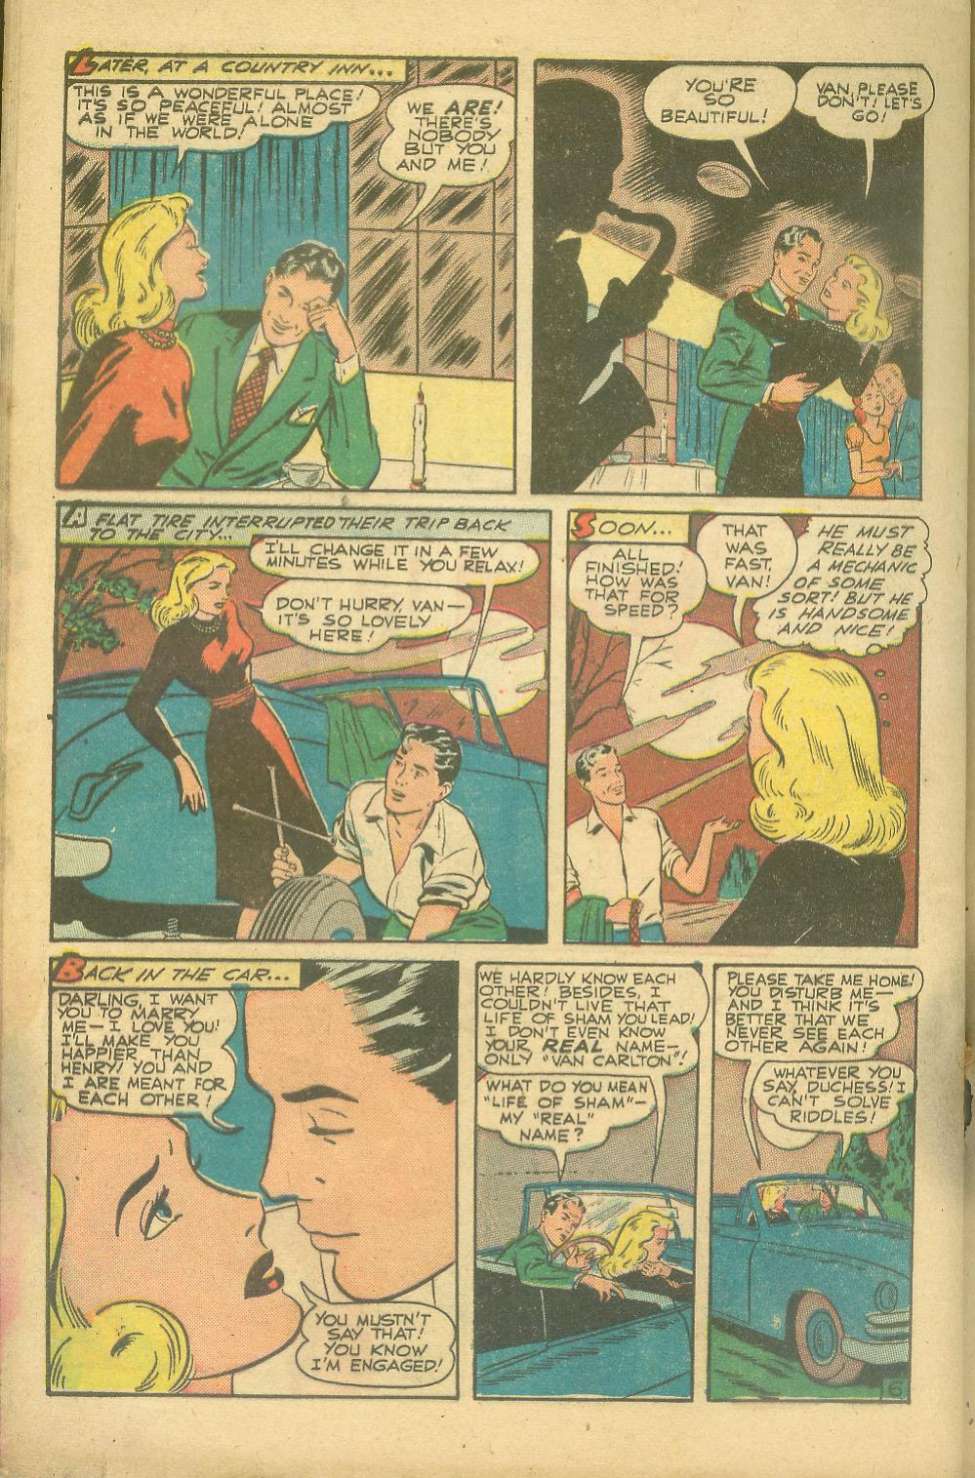 LATER, AT A COUNTRY INN...
THIS IS A WONDERFUL PLACE!
IT'S SO PEACEFUL! ALMOST
AS IF WE WERE ALONE
IN THE WORLD!
WE ARE!
THERE'S
NOBODY
BUT YOU
AND ME!
YOU'RE
SO
BEAUTIFUL!
VAN, PLEASE
DON'T! LET'S
GO!
A FLAT TIRE INTERRUPTED THEIR TRIP BACK
TO THE CITY...
I'LL CHANGE IT IN A FEW
MINUTES WHILE YOU RELAX!
DON'T HURRY, VAN—
IT'S SO LOVELY
HERE!
SOON...
ALL
FINISHED!
HOW WAS
THAT FOR
SPEED?
THAT
WAS
FAST,
VAN!
HE MUST
REALLY BE
A MECHANIC
OF SOME
SORT! BUT HE
IS HANDSOME
AND NICE!
BACK IN THE CAR...
DARLING, I WANT
YOU TO MARRY
ME—I LOVE YOU!
I'LL MAKE YOU
HAPPIER THAN
HENRY! YOU AND
I ARE MEANT FOR
EACH OTHER!
YOU MUSTN'T
SAY THAT!
YOU KNOW
I'M ENGAGED!
WE HARDLY KNOW EACH
OTHER! BESIDES, I
COULDN'T LIVE THAT
LIFE OF SHAM YOU LEAD!
I DON'T EVEN KNOW
YOUR REAL NAME—
ONLY "VAN CARLTON"!
WHAT DO YOU MEAN
"LIFE OF SHAM"—
MY "REAL"
NAME?
PLEASE TAKE ME HOME!
YOU DISTURB ME—
AND I THINK IT'S
BETTER THAT WE
NEVER SEE EACH
OTHER AGAIN!
WHATEVER YOU
SAY, DUCHESS! I
CAN'T SOLVE
RIDDLES!
6